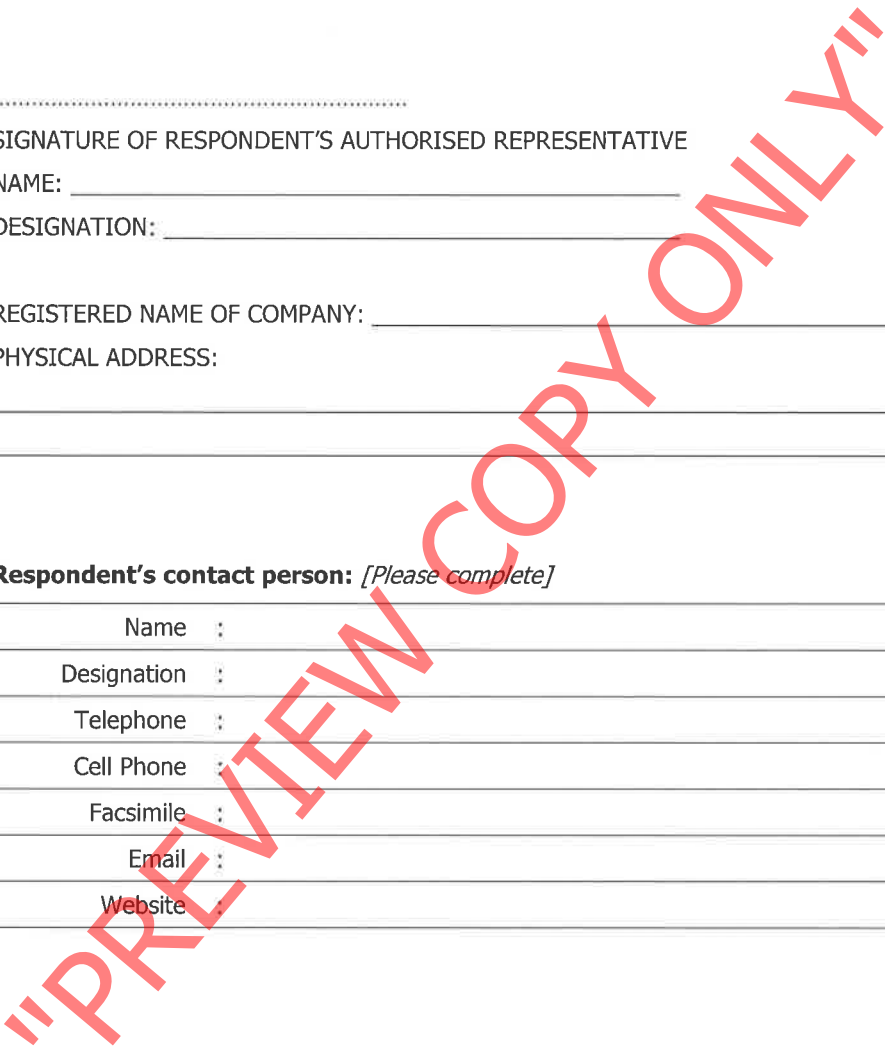 SIGNATURE OF RESPONDENT'S AUTHORISED REPRESENTATIVE
NAME:
DESIGNATION:
REGISTERED NAME OF COMPANY:
PHYSICAL ADDRESS:
Respondent's contact person: [Please complete]
Name :
Designation :
Telephone :
Cell Phone :
Facsimile :
Email :
Website :
"PREVIEW COPY ONLY"